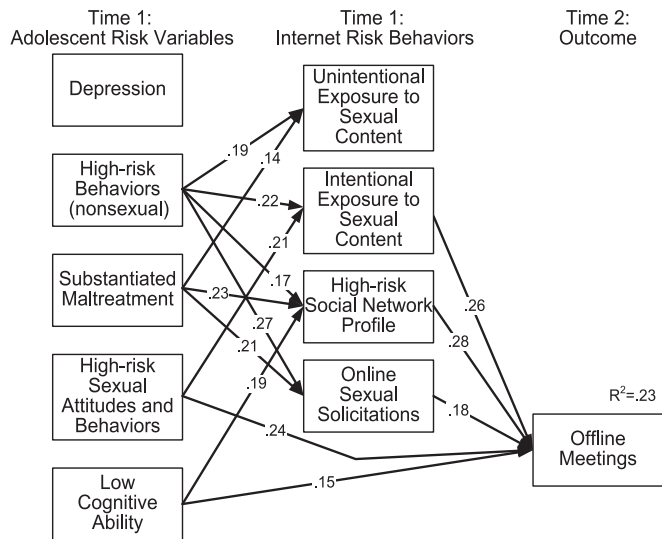 Time 1:
Adolescent Risk Variables
Time 1:
Internet Risk Behaviors
Time 2:
Outcome
Depression
High-risk
Behaviors
(nonsexual)
Substantiated
Maltreatment
High-risk
Sexual
Attitudes and
Behaviors
Low
Cognitive
Ability
Unintentional
Exposure to
Sexual
Content
Intentional
Exposure to
Sexual
Content
High-risk
Social Network
Profile
Online
Sexual
Solicitations
.19
.14
.22
.21
.17
.23
.27
.21
.19
.24
.15
.26
.28
.18
R²=.23
Offline
Meetings